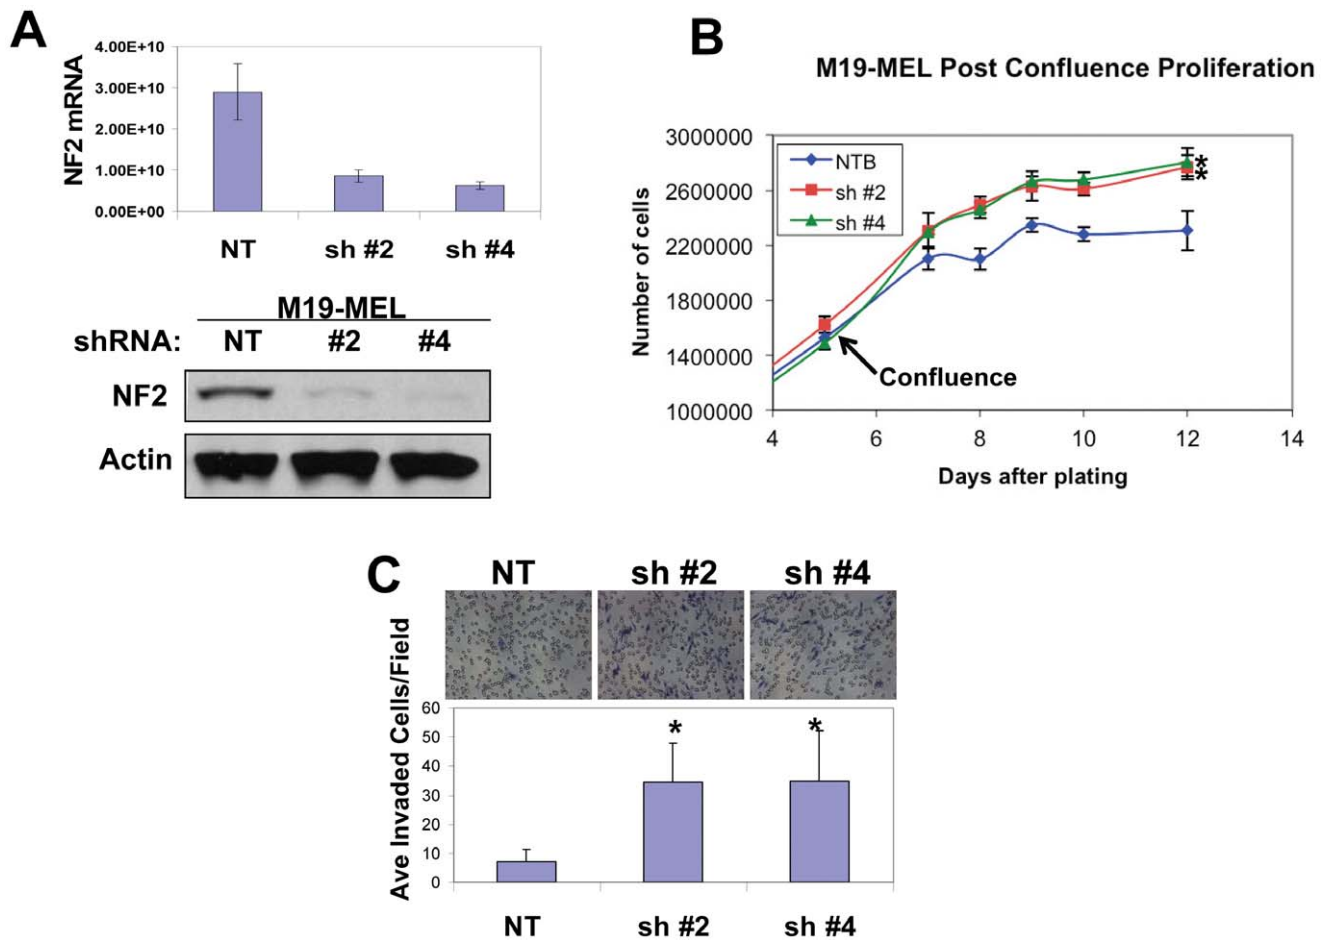 A
NF2 mRNA
4.00E+10
3.00E+10
2.00E+10
1.00E+10
0.00E+00
NT sh #2 sh #4
M19-MEL
shRNA: NT #2 #4
NF2
Actin
B
M19-MEL Post Confluence Proliferation
Number of cells
3000000
2600000
2200000
1800000
1400000
1000000
NTB
sh #2
sh #4
*
*
Confluence
4 6 8 10 12 14
Days after plating
C
NT sh #2 sh #4
Ave Invaded Cells/Field
60
50
40
30
20
10
0
* *
NT sh #2 sh #4